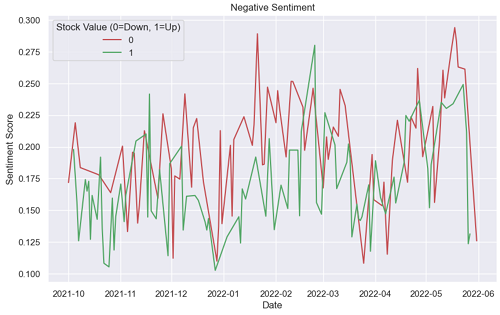 Negative Sentiment
Stock Value (0=Down, 1=Up)
0
1
Sentiment Score
0.300
0.275
0.250
0.225
0.200
0.175
0.150
0.125
0.100
2021-10 2021-11 2021-12 2022-01 2022-02 2022-03 2022-04 2022-05 2022-06
Date